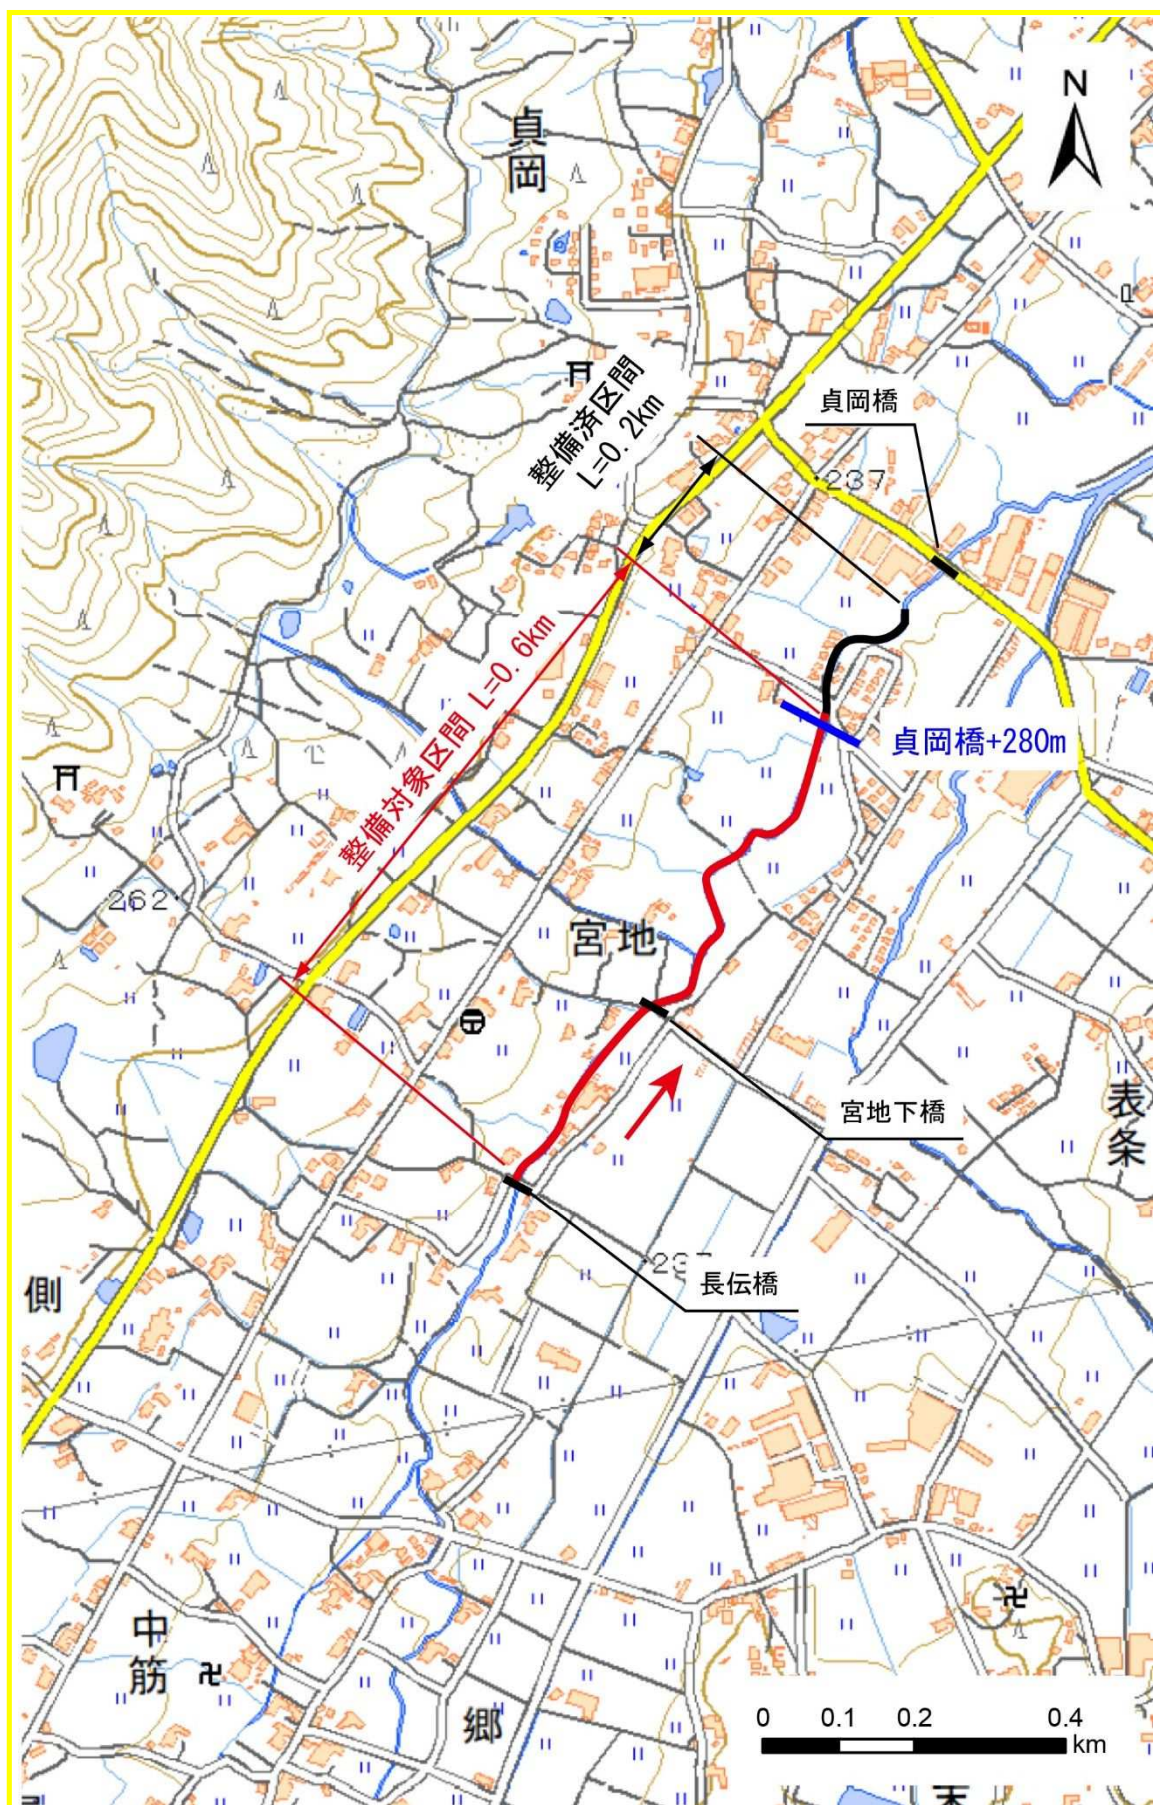 貞岡
N
整備済区間
L=0.2km
貞岡橋
237
整備対象区間 L=0.6km
貞岡橋+280m
262
宮地
宮地下橋
表条
長伝橋
側
中筋
郷
0 0.1 0.2 0.4
km